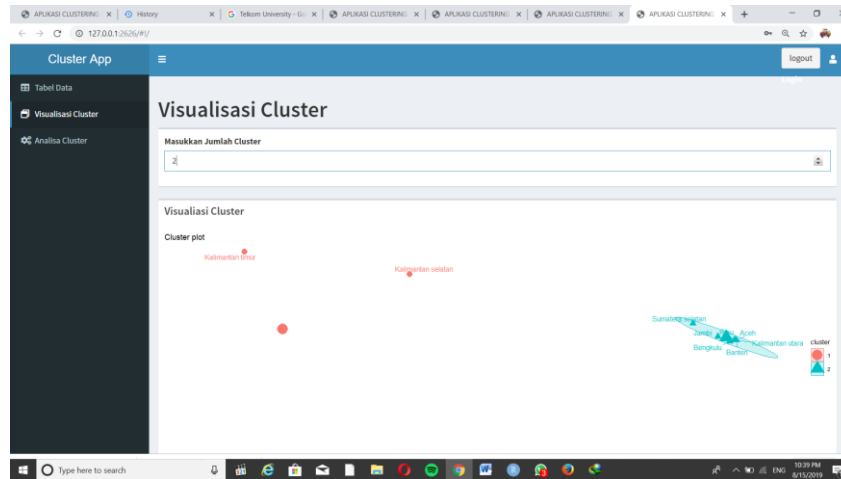 APLIKASI CLUSTERING
History
Telkom University - Go
APLIKASI CLUSTERING
APLIKASI CLUSTERING
APLIKASI CLUSTERING
APLIKASI CLUSTERING
127.0.0.1:2626/#!/
Cluster App
logout
Login
Tabel Data
Visualisasi Cluster
Analisa Cluster
Visualisasi Cluster
Masukkan Jumlah Cluster
2
Visualiasi Cluster
Cluster plot
Kalimantan timur
Kalimantan selatan
Sumatera selatan
Jambi
Aceh
Kalimantan utara
Bengkulu
Banten
cluster
1
2
Type here to search
ENG
10:39 PM
8/15/2019